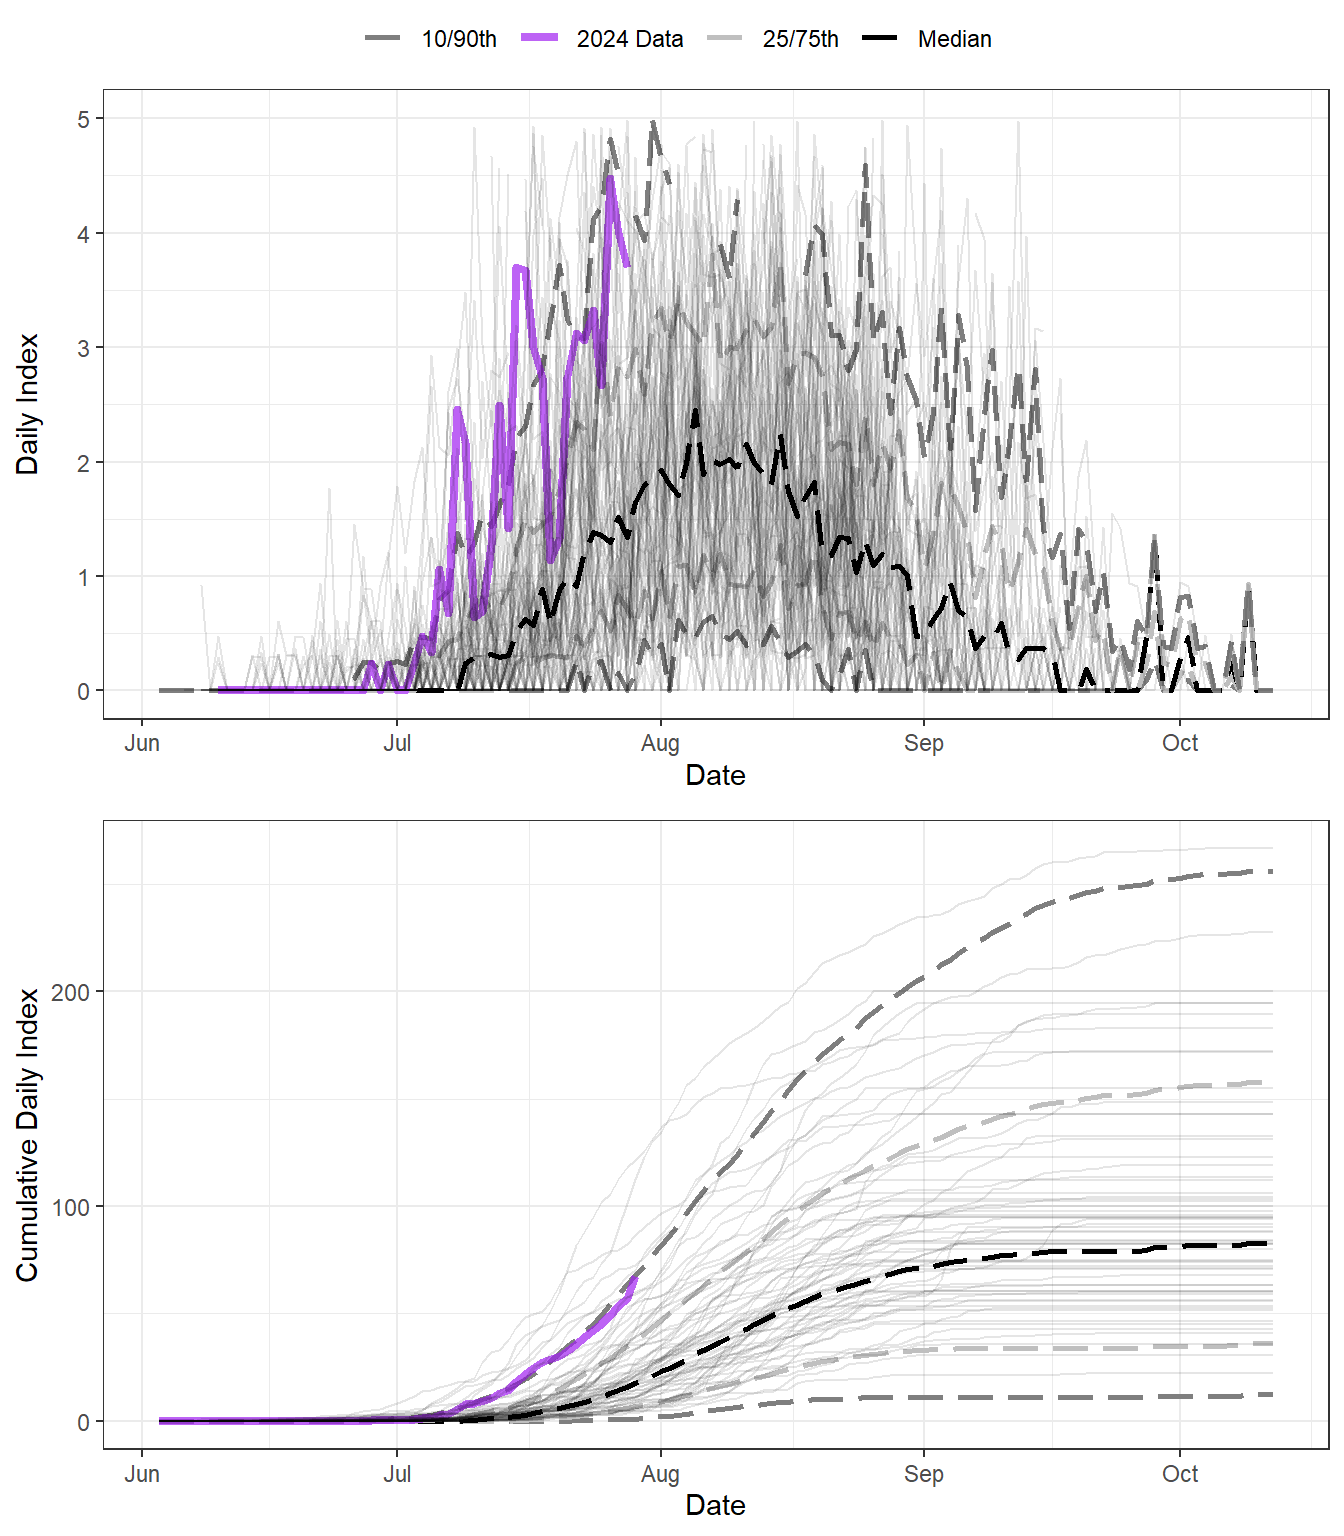 10/90th 2024 Data 25/75th Median
5
4
3
2
1
0
Daily Index
Jun Jul Aug Sep Oct
Date
200
100
0
Cumulative Daily Index
Jun Jul Aug Sep Oct
Date